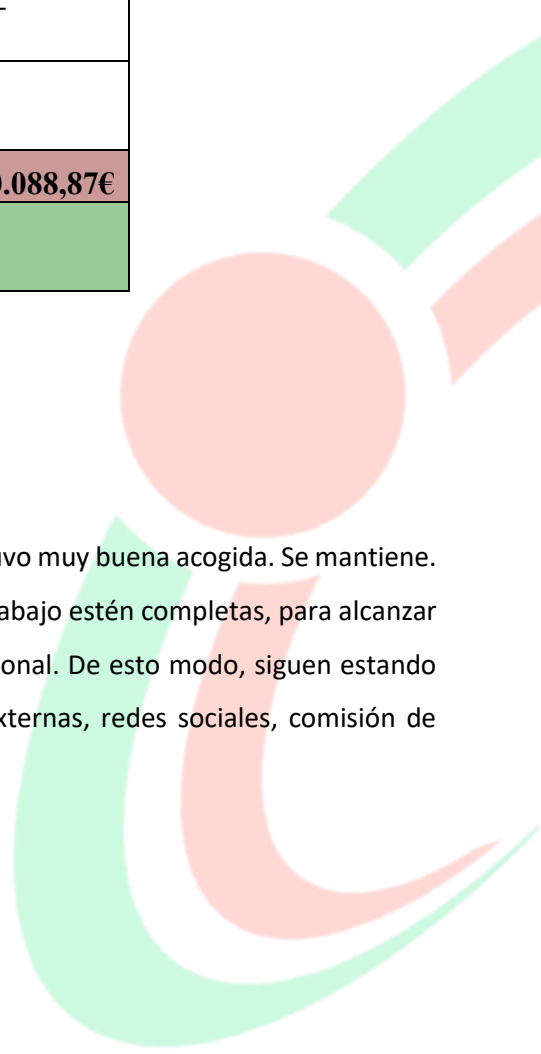 .088,87€
vo muy buena acogida. Se mantiene.
abajo estén completas, para alcanzar
onal. De esto modo, siguen estando
xternas, redes sociales, comisión de